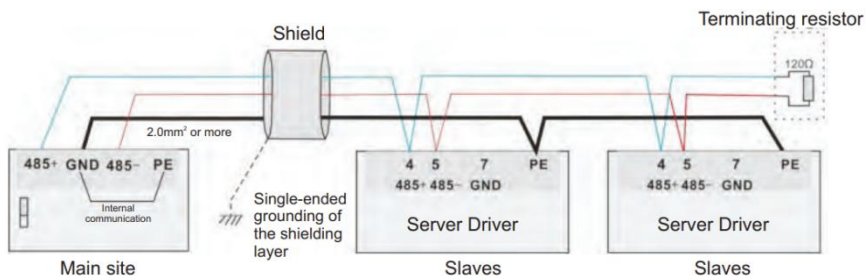 Terminating resistor
Shield
120Ω
2.0mm² or more
485+ GND 485- PE
Internal
communication
Single-ended
grounding of
the shielding
layer
4 5 7 PE
485+ 485- GND
Server Driver
4 5 7 PE
485+ 485- GND
Server Driver
Main site
Slaves
Slaves